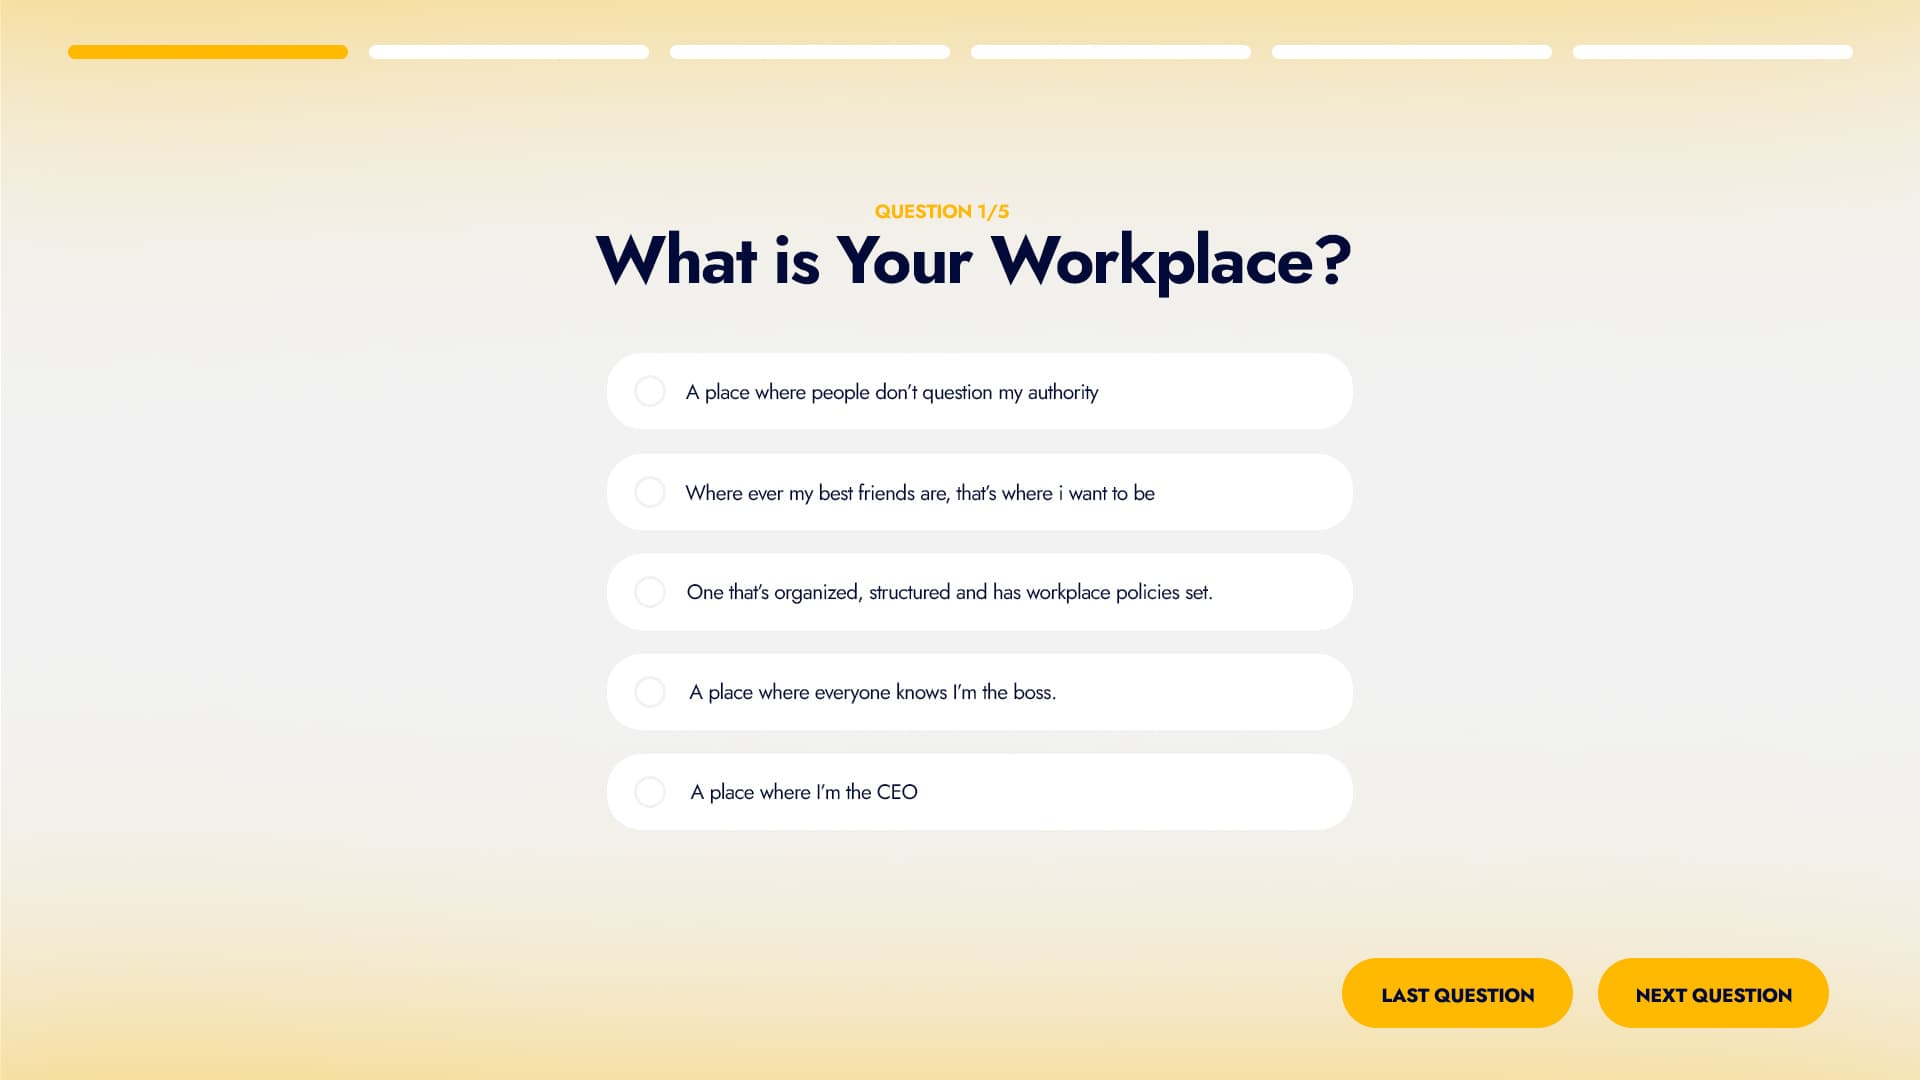 QUESTION 1/5
What is Your Workplace?
A place where people don’t question my authority
Where ever my best friends are, that’s where i want to be
One that’s organized, structured and has workplace policies set.
A place where everyone knows I’m the boss.
A place where I’m the CEO
LAST QUESTION
NEXT QUESTION